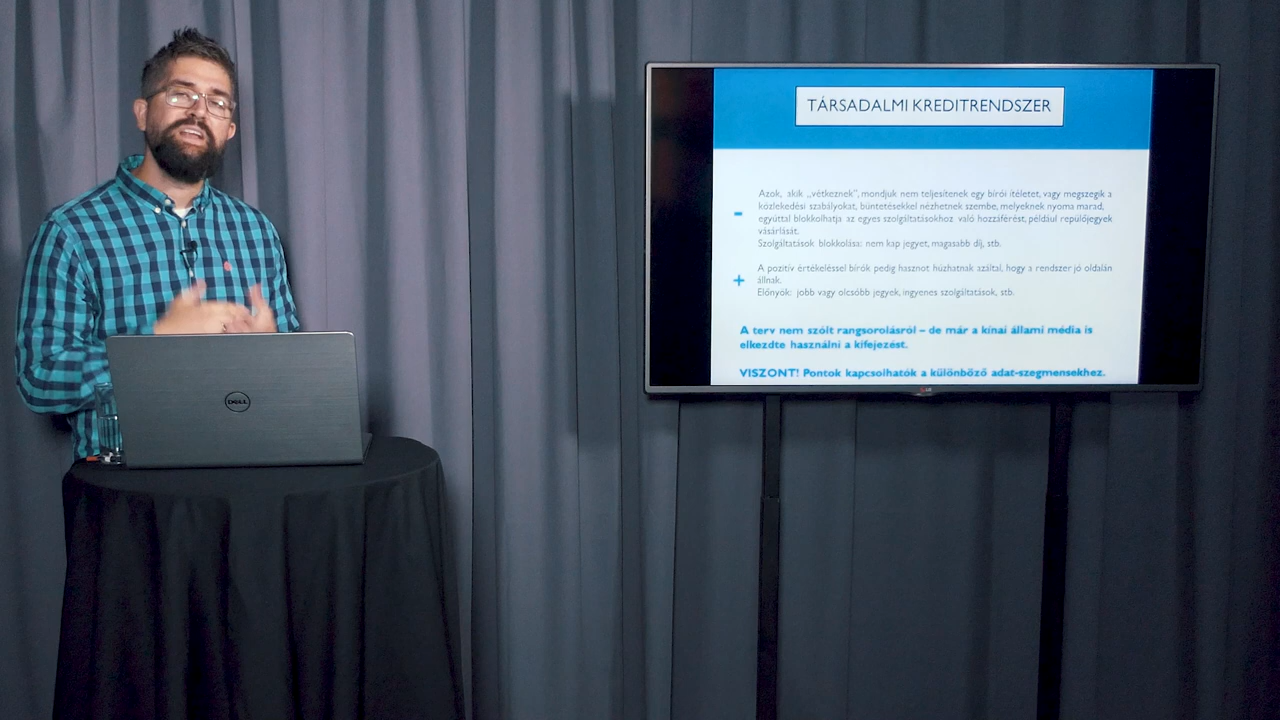 TÁRSADALMI KREDITRENDSZER
- Azok, akik „vétkeznek”, mondjuk nem teljesítenek egy bírói ítéletet, vagy megszegik a
közlekedési szabályokat, büntetésekkel nézhetnek szembe, melyeknek nyoma marad,
egyúttal blokkolhatja az egyes szolgáltatásokhoz való hozzáférést, például repülőjegyek
vásárlását.
Szolgáltatások blokkolása: nem kap jegyet, magasabb díj, stb.
+ A pozitív értékeléssel bírók pedig hasznot húzhatnak azáltal, hogy a rendszer jó oldalán
állnak.
Előnyök: jobb vagy olcsóbb jegyek, ingyenes szolgáltatások, stb.
A terv nem szólt rangsorolásról – de már a kínai állami média is
elkezdte használni a kifejezést.
VISZONT! Pontok kapcsolhatók a különböző adat-szegmensekhez.
LG
DELL